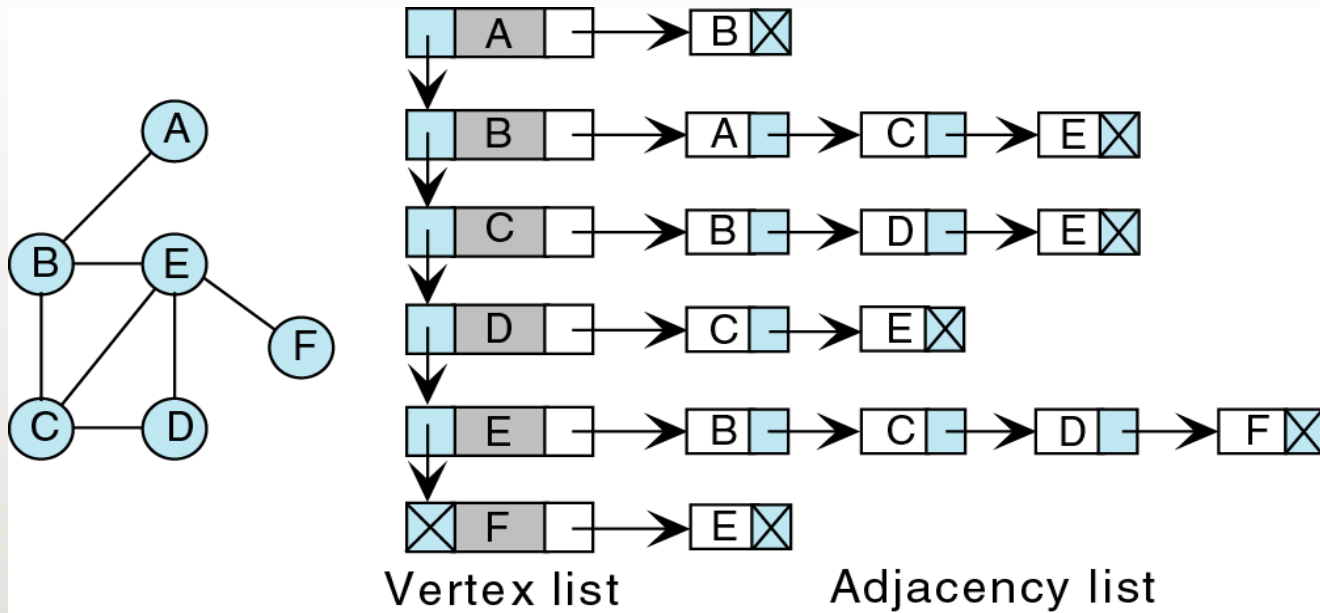 A B
A
B A C E
B E
C B D E
F
D C E
C D
E B C D F
F E
Vertex list Adjacency list